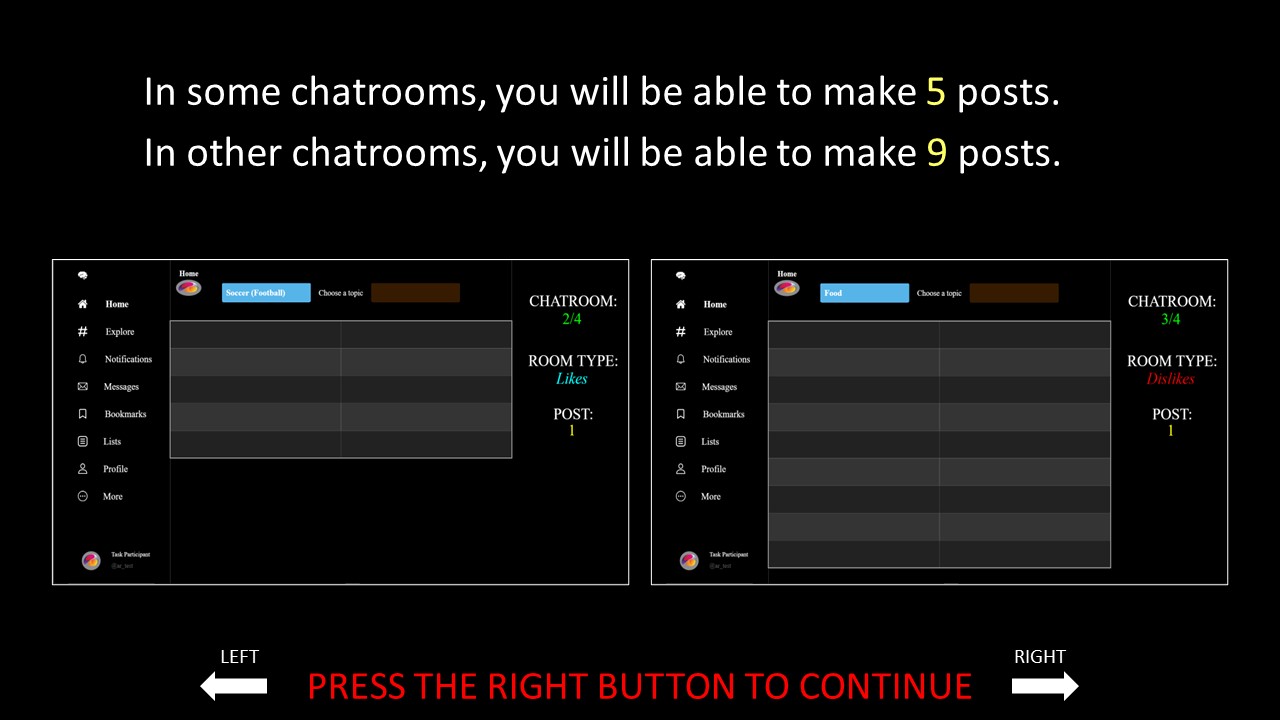 In some chatrooms, you will be able to make 5 posts.
In other chatrooms, you will be able to make 9 posts.
Home
Soccer (Football) Choose a topic
Home
Explore
Notifications
Messages
Bookmarks
Lists
Profile
More
Task Participant
@ar_test
CHATROOM:
2/4
ROOM TYPE:
Likes
POST:
1
Home
Food Choose a topic
Home
Explore
Notifications
Messages
Bookmarks
Lists
Profile
More
Task Participant
CHATROOM:
3/4
ROOM TYPE:
Dislikes
POST:
1
LEFT
RIGHT
PRESS THE RIGHT BUTTON TO CONTINUE